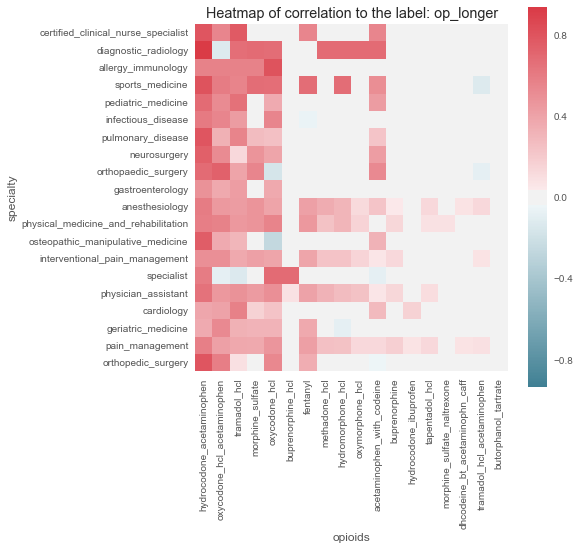 Heatmap of correlation to the label: op_longer
specialty
certified_clinical_nurse_specialist
diagnostic_radiology
allergy_immunology
sports_medicine
pediatric_medicine
infectious_disease
pulmonary_disease
neurosurgery
orthopaedic_surgery
gastroenterology
anesthesiology
physical_medicine_and_rehabilitation
osteopathic_manipulative_medicine
interventional_pain_management
specialist
physician_assistant
cardiology
geriatric_medicine
pain_management
orthopedic_surgery
hydrocodone_acetaminophen
oxycodone_hcl_acetaminophen
tramadol_hcl
morphine_sulfate
oxycodone_hcl
buprenorphine_hcl
fentanyl
methadone_hcl
hydromorphone_hcl
oxymorphone_hcl
acetaminophen_with_codeine
buprenorphine
hydrocodone_ibuprofen
tapentadol_hcl
morphine_sulfate_naltrexone
dhcodeine_bt_acetaminophn_caff
tramadol_hcl_acetaminophen
butorphanol_tartrate
opioids
0.8
0.4
0.0
−0.4
−0.8